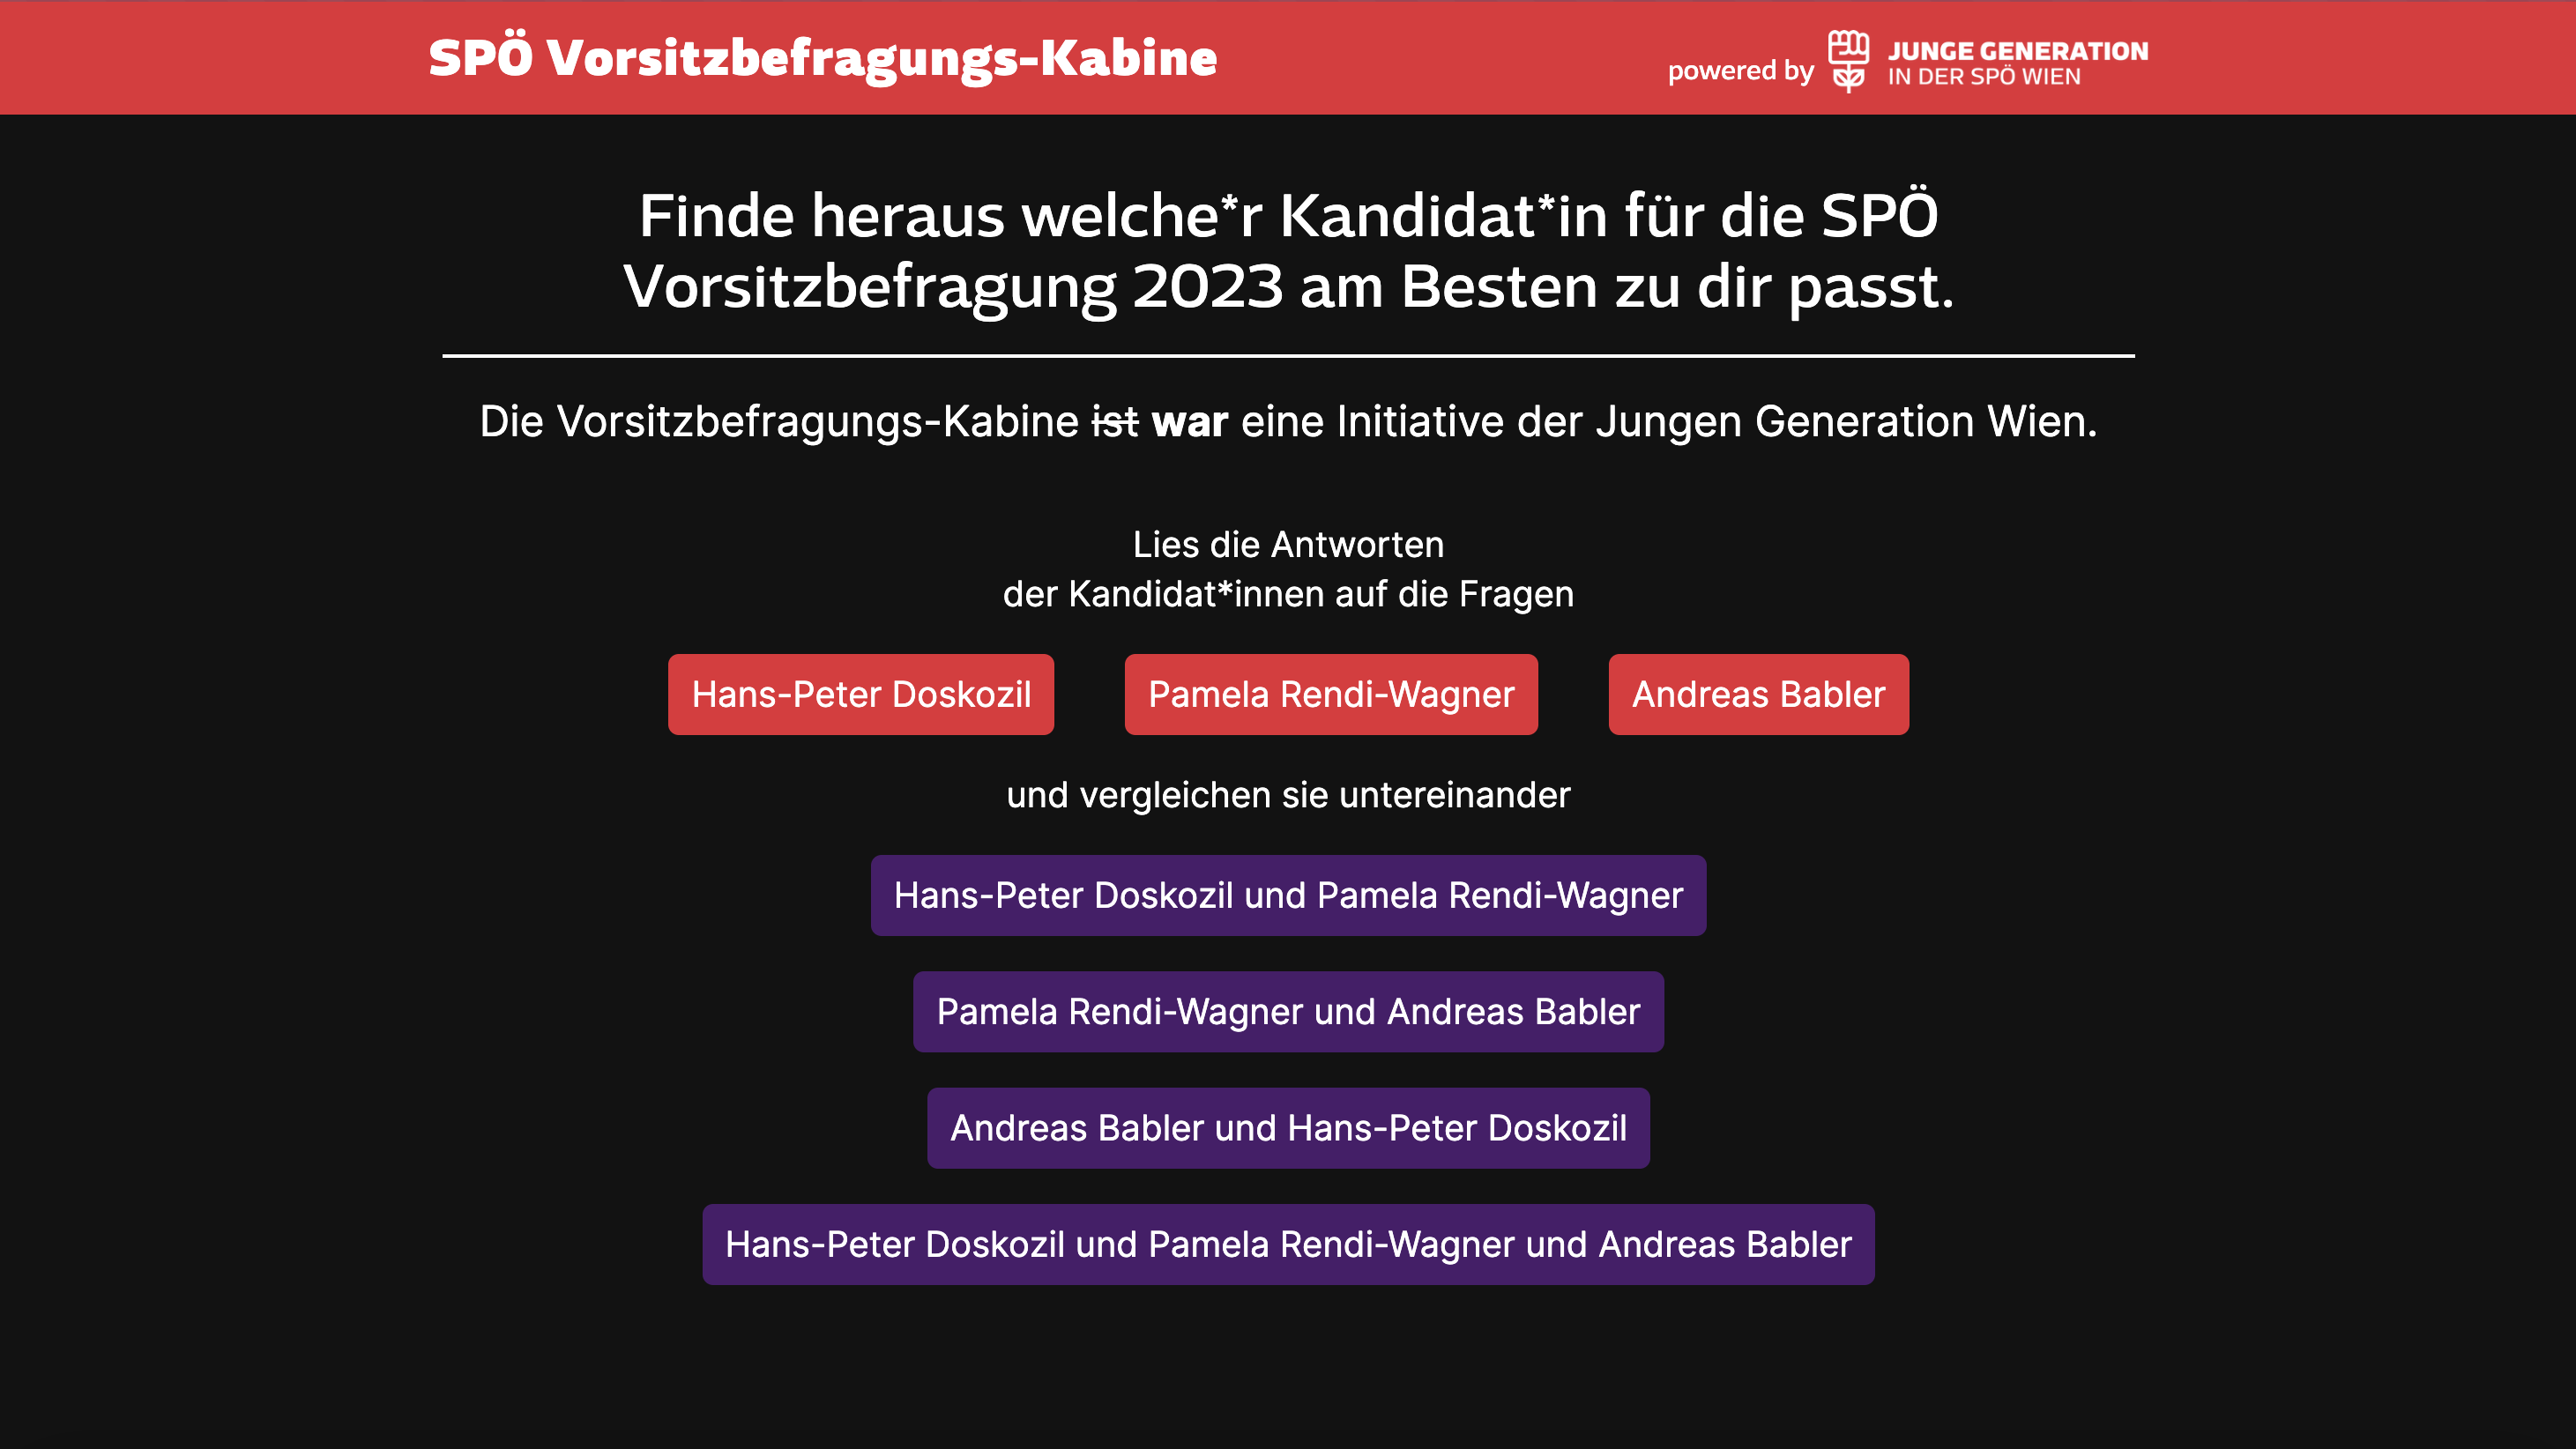 SPÖ Vorsitzbefragungs-Kabine
powered by
JUNGE GENERATION
IN DER SPÖ WIEN
Finde heraus welche*r Kandidat*in für die SPÖ
Vorsitzbefragung 2023 am Besten zu dir passt.
Die Vorsitzbefragungs-Kabine ist war eine Initiative der Jungen Generation Wien.
Lies die Antworten
der Kandidat*innen auf die Fragen
Hans-Peter Doskozil
Pamela Rendi-Wagner
Andreas Babler
und vergleichen sie untereinander
Hans-Peter Doskozil und Pamela Rendi-Wagner
Pamela Rendi-Wagner und Andreas Babler
Andreas Babler und Hans-Peter Doskozil
Hans-Peter Doskozil und Pamela Rendi-Wagner und Andreas Babler